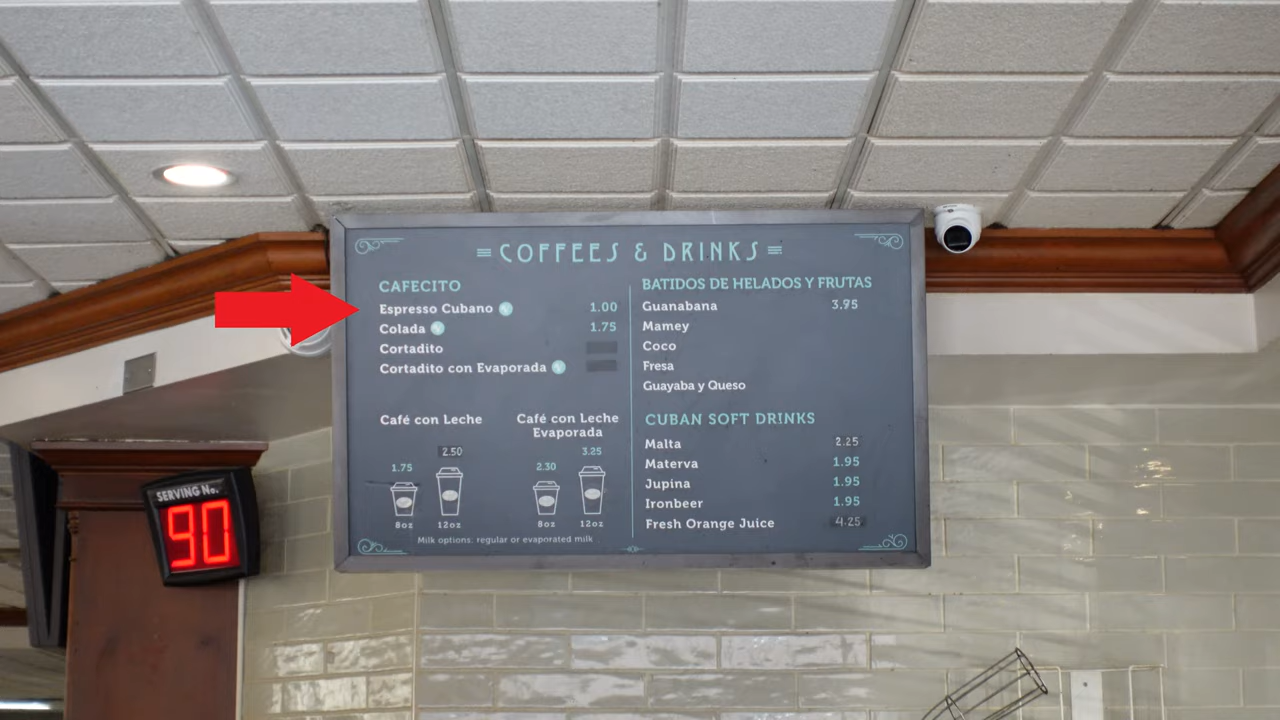 COFFEES & DRINKS
CAFECITO
Espresso Cubano 1.00
Colada 1.75
Cortadito
Cortadito con Evaporada
Café con Leche
1.75 2.50
8oz 12oz
Café con Leche
Evaporada
2.30 3.25
8oz 12oz
Milk options: regular or evaporated milk
BATIDOS DE HELADOS Y FRUTAS
Guanabana 3.95
Mamey
Coco
Fresa
Guayaba y Queso
CUBAN SOFT DRINKS
Malta 2.25
Materva 1.95
Jupina 1.95
Ironbeer 1.95
Fresh Orange Juice 4.25
SERVING No.
90